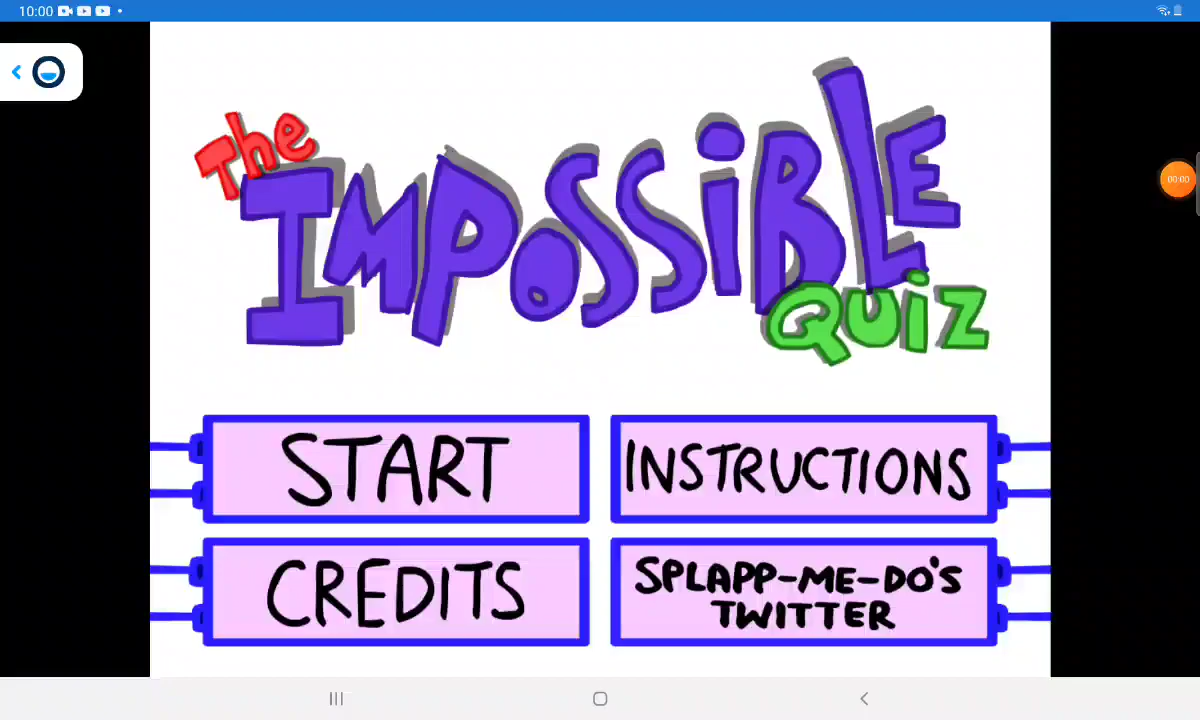 10:00
00:00
The
IMPOSSIBLE
QUIZ
START
INSTRUCTIONS
CREDITS
SPLAPP-ME-DO'S
TWITTER